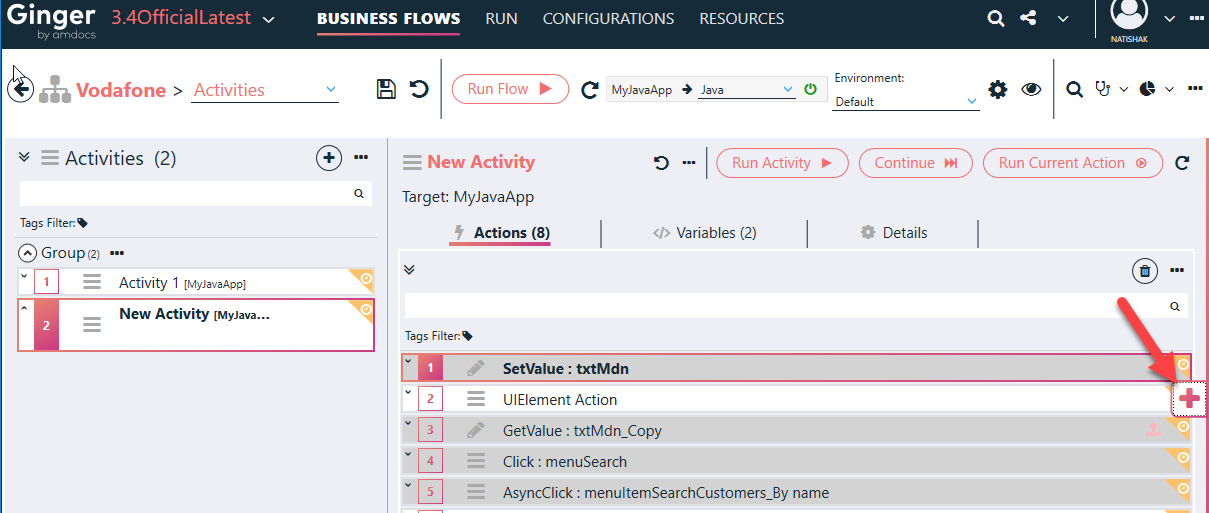 Ginger
by amdocs
3.4OfficialLatest
BUSINESS FLOWS
RUN
CONFIGURATIONS
RESOURCES
NATISHAK
Vodafone > Activities
Run Flow
MyJavaApp
Java
Environment:
Default
Activities (2)
Tags Filter:
Group (2)
1
Activity 1 [MyJavaApp]
2
New Activity [MyJava...
New Activity
Run Activity
Continue
Run Current Action
Target: MyJavaApp
Actions (8)
Variables (2)
Details
Tags Filter:
1 SetValue : txtMdn
2 UIElement Action
3 GetValue : txtMdn_Copy
4 Click : menuSearch
5 AsyncClick : menuItemSearchCustomers_By name